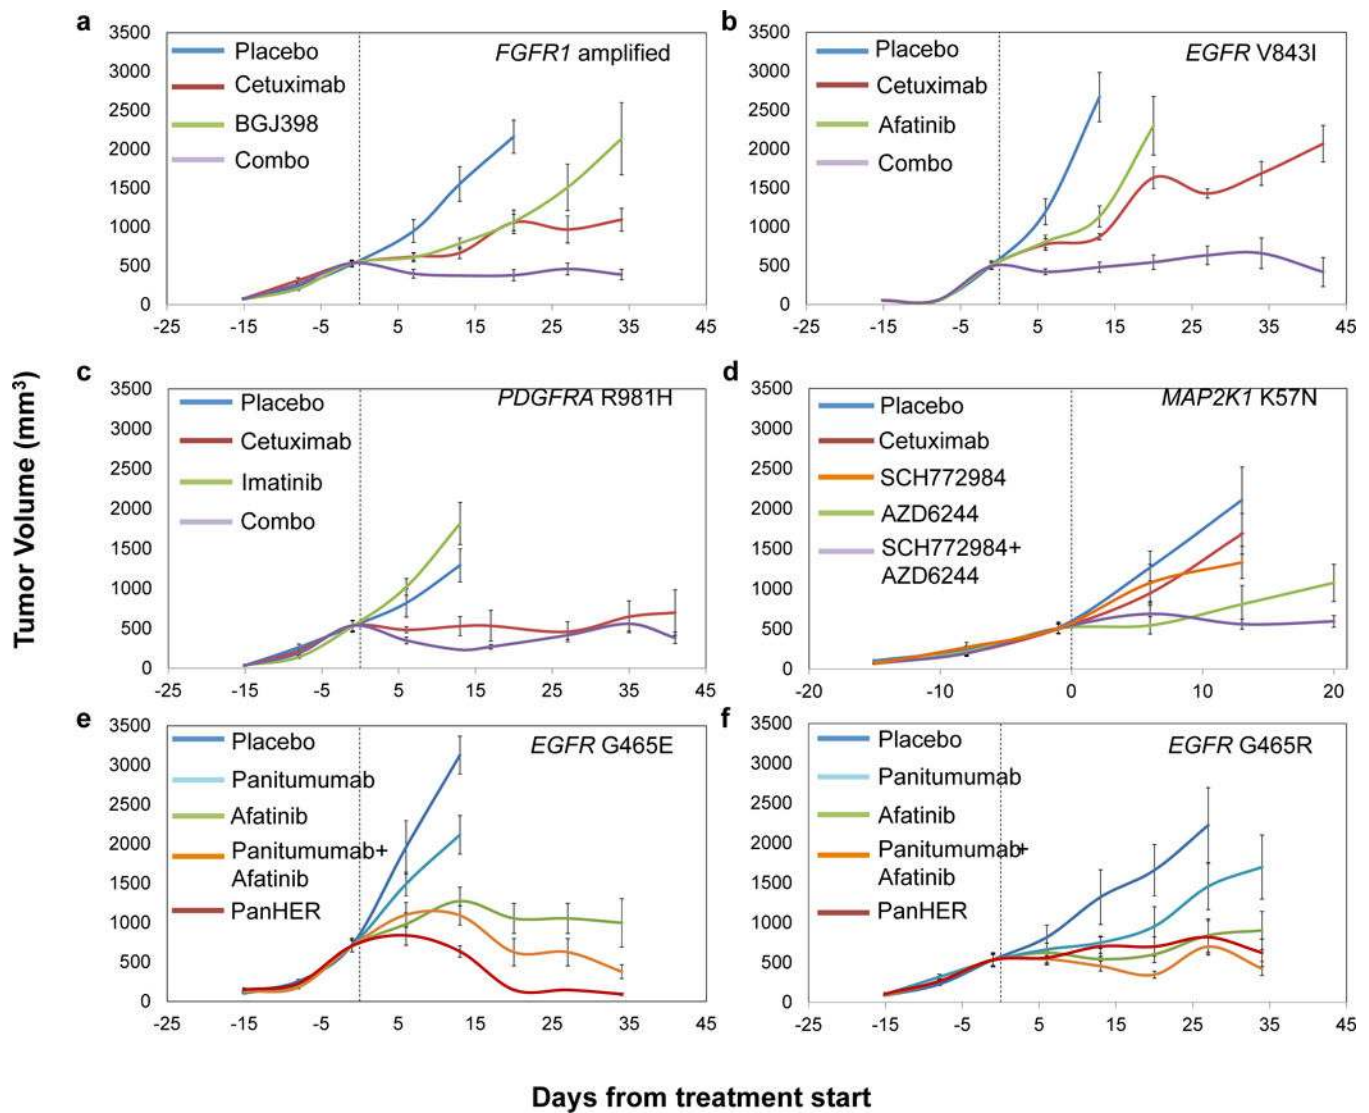 a
FGFR1 amplified
Placebo
Cetuximab
BGJ398
Combo
3500
3000
2500
2000
1500
1000
500
0
-25 -15 -5 5 15 25 35 45
b
EGFR V843I
Placebo
Cetuximab
Afatinib
Combo
3500
3000
2500
2000
1500
1000
500
0
-25 -15 -5 5 15 25 35 45
c
PDGFRA R981H
Placebo
Cetuximab
Imatinib
Combo
3500
3000
2500
2000
1500
1000
500
0
-25 -15 -5 5 15 25 35 45
d
MAP2K1 K57N
Placebo
Cetuximab
SCH772984
AZD6244
SCH772984+
AZD6244
3500
3000
2500
2000
1500
1000
500
0
-20 -10 0 10 20
e
EGFR G465E
Placebo
Panitumumab
Afatinib
Panitumumab+
Afatinib
PanHER
3500
3000
2500
2000
1500
1000
500
0
-25 -15 -5 5 15 25 35 45
f
EGFR G465R
Placebo
Panitumumab
Afatinib
Panitumumab+
Afatinib
PanHER
3500
3000
2500
2000
1500
1000
500
0
-25 -15 -5 5 15 25 35 45
Tumor Volume (mm³)
Days from treatment start